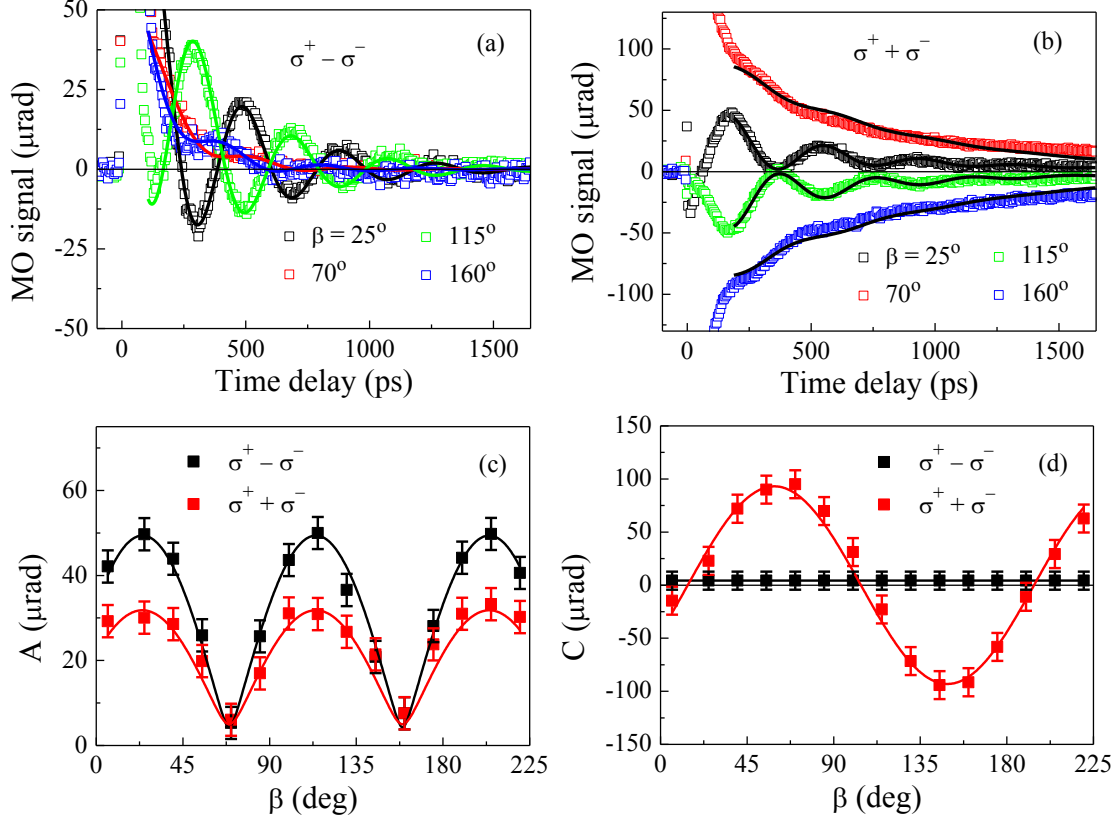 50
25
0
-25
-50
MO signal (μrad)
(a)
σ⁺ – σ⁻
β = 25°
115°
70°
160°
0
500
1000
1500
Time delay (ps)
100
50
0
-50
-100
MO signal (μrad)
(b)
σ⁺ + σ⁻
β = 25°
115°
70°
160°
0
500
1000
1500
Time delay (ps)
60
40
20
0
A (μrad)
σ⁺ – σ⁻
(c)
σ⁺ + σ⁻
0
45
90
135
180
225
β (deg)
150
100
50
0
-50
-100
-150
C (μrad)
σ⁺ – σ⁻
(d)
σ⁺ + σ⁻
0
45
90
135
180
225
β (deg)